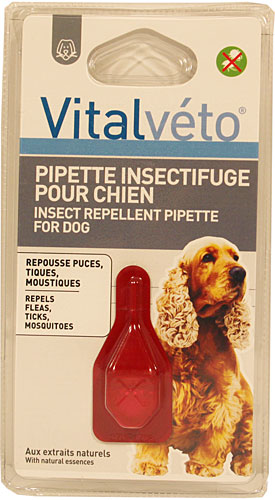 Vitalvéto®
PIPETTE INSECTIFUGE
POUR CHIEN
INSECT REPELLENT PIPETTE
FOR DOG
REPOUSSE PUCES,
TIQUES,
MOUSTIQUES
REPELS
FLEAS,
TICKS,
MOSQUITOES
Aux extraits naturels
With natural essences